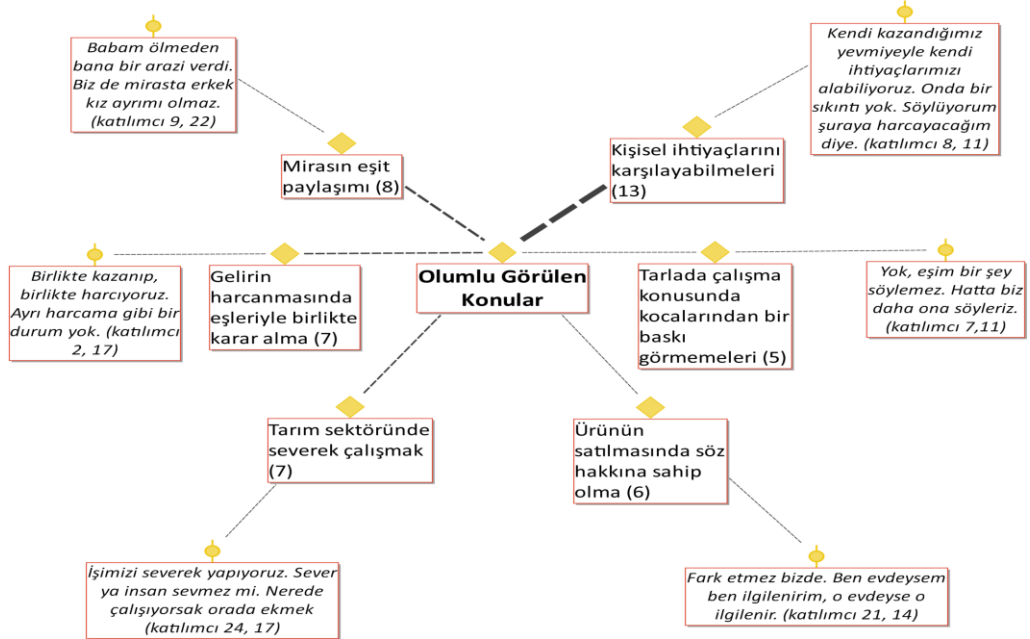 Babam ölmeden
bana bir arazi verdi.
Biz de mirasta erkek
kız ayrımı olmaz.
(katılımcı 9, 22)
Kendi kazandığımız
yevmiyeyle kendi
ihtiyaçlarımızı
alabiliyoruz. Onda bir
sıkıntı yok. Söylüyorum
şuraya harcayacağım
diye. (katılımcı 8, 11)
Mirasın eşit
paylaşımı (8)
Kişisel ihtiyaçlarını
karşılayabilmeleri
(13)
Birlikte kazanıp,
birlikte harcıyoruz.
Ayrı harcama gibi bir
durum yok. (katılımcı
2, 17)
Gelirin
harcanmasında
eşleriyle birlikte
karar alma (7)
Olumlu Görülen
Konular
Tarlada çalışma
konusunda
kocalarından bir
baskı
görmemeleri (5)
Yok, eşim bir şey
söylemez. Hatta biz
daha ona söyleriz.
(katılımcı 7,11)
Tarım sektöründe
severek çalışmak
(7)
Ürünün
satılmasında söz
hakkına sahip
olma (6)
İşimizi severek yapıyoruz. Sever
ya insan sevmez mi. Nerede
çalışıyorsak orada ekmek
(katılımcı 24, 17)
Fark etmez bizde. Ben evdeysem
ben ilgilenirim, o evdeyse o
ilgilenir. (katılımcı 21, 14)